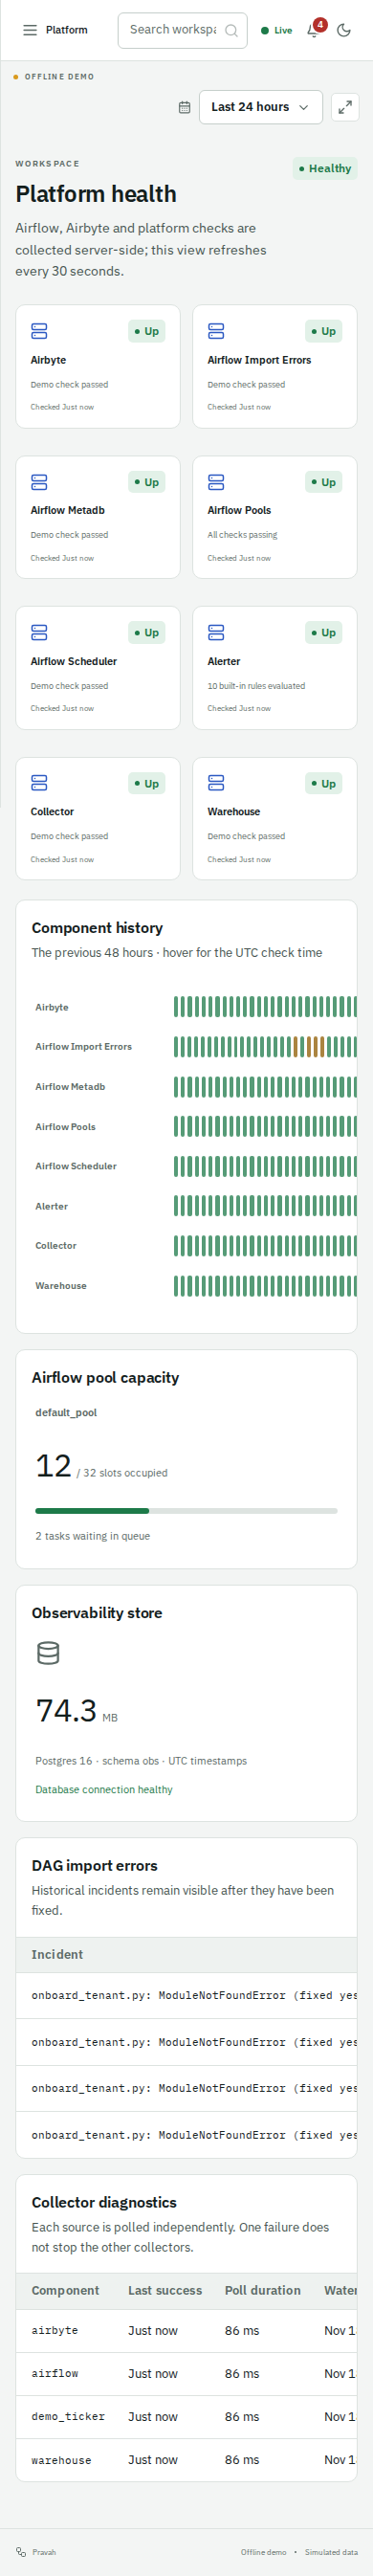 Platform
Search workspa
Live
4
OFFLINE DEMO
Last 24 hours
WORKSPACE
Healthy
Platform health
Airflow, Airbyte and platform checks are
collected server-side; this view refreshes
every 30 seconds.
Up
Airbyte
Demo check passed
Checked Just now
Up
Airflow Import Errors
Demo check passed
Checked Just now
Up
Airflow Metadb
Demo check passed
Checked Just now
Up
Airflow Pools
All checks passing
Checked Just now
Up
Airflow Scheduler
Demo check passed
Checked Just now
Up
Alerter
10 built-in rules evaluated
Checked Just now
Up
Collector
Demo check passed
Checked Just now
Up
Warehouse
Demo check passed
Checked Just now
Component history
The previous 48 hours · hover for the UTC check time
Airbyte
Airflow Import Errors
Airflow Metadb
Airflow Pools
Airflow Scheduler
Alerter
Collector
Warehouse
Airflow pool capacity
default_pool
12 / 32 slots occupied
2 tasks waiting in queue
Observability store
74.3 MB
Postgres 16 · schema obs · UTC timestamps
Database connection healthy
DAG import errors
Historical incidents remain visible after they have been
fixed.
Incident
onboard_tenant.py: ModuleNotFoundError (fixed yes
onboard_tenant.py: ModuleNotFoundError (fixed yes
onboard_tenant.py: ModuleNotFoundError (fixed yes
onboard_tenant.py: ModuleNotFoundError (fixed yes
Collector diagnostics
Each source is polled independently. One failure does
not stop the other collectors.
Component Last success Poll duration Water
airbyte Just now 86 ms Nov 1
airflow Just now 86 ms Nov 1
demo_ticker Just now 86 ms Nov 1
warehouse Just now 86 ms Nov 1
Pravah
Offline demo • Simulated data